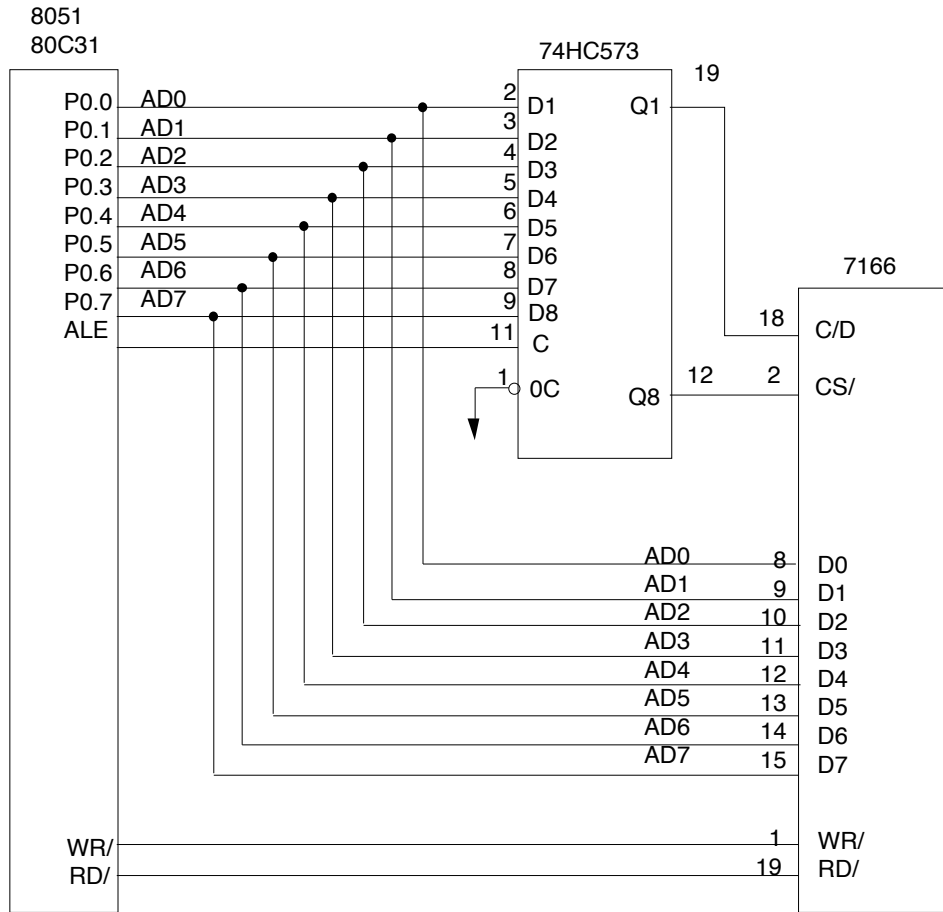 8051
80C31
74HC573
19
P0.0 AD0 2 D1 Q1
P0.1 AD1 3 D2
P0.2 AD2 4 D3
P0.3 AD3 5 D4
P0.4 AD4 6 D5
P0.5 AD5 7 D6
P0.6 AD6 8 D7
P0.7 AD7 9 D8
ALE 11 C
1 0C Q8 12
7166
18 C/D
2 CS/
AD0 8 D0
AD1 9 D1
AD2 10 D2
AD3 11 D3
AD4 12 D4
AD5 13 D5
AD6 14 D6
AD7 15 D7
WR/ 1 WR/
RD/ 19 RD/